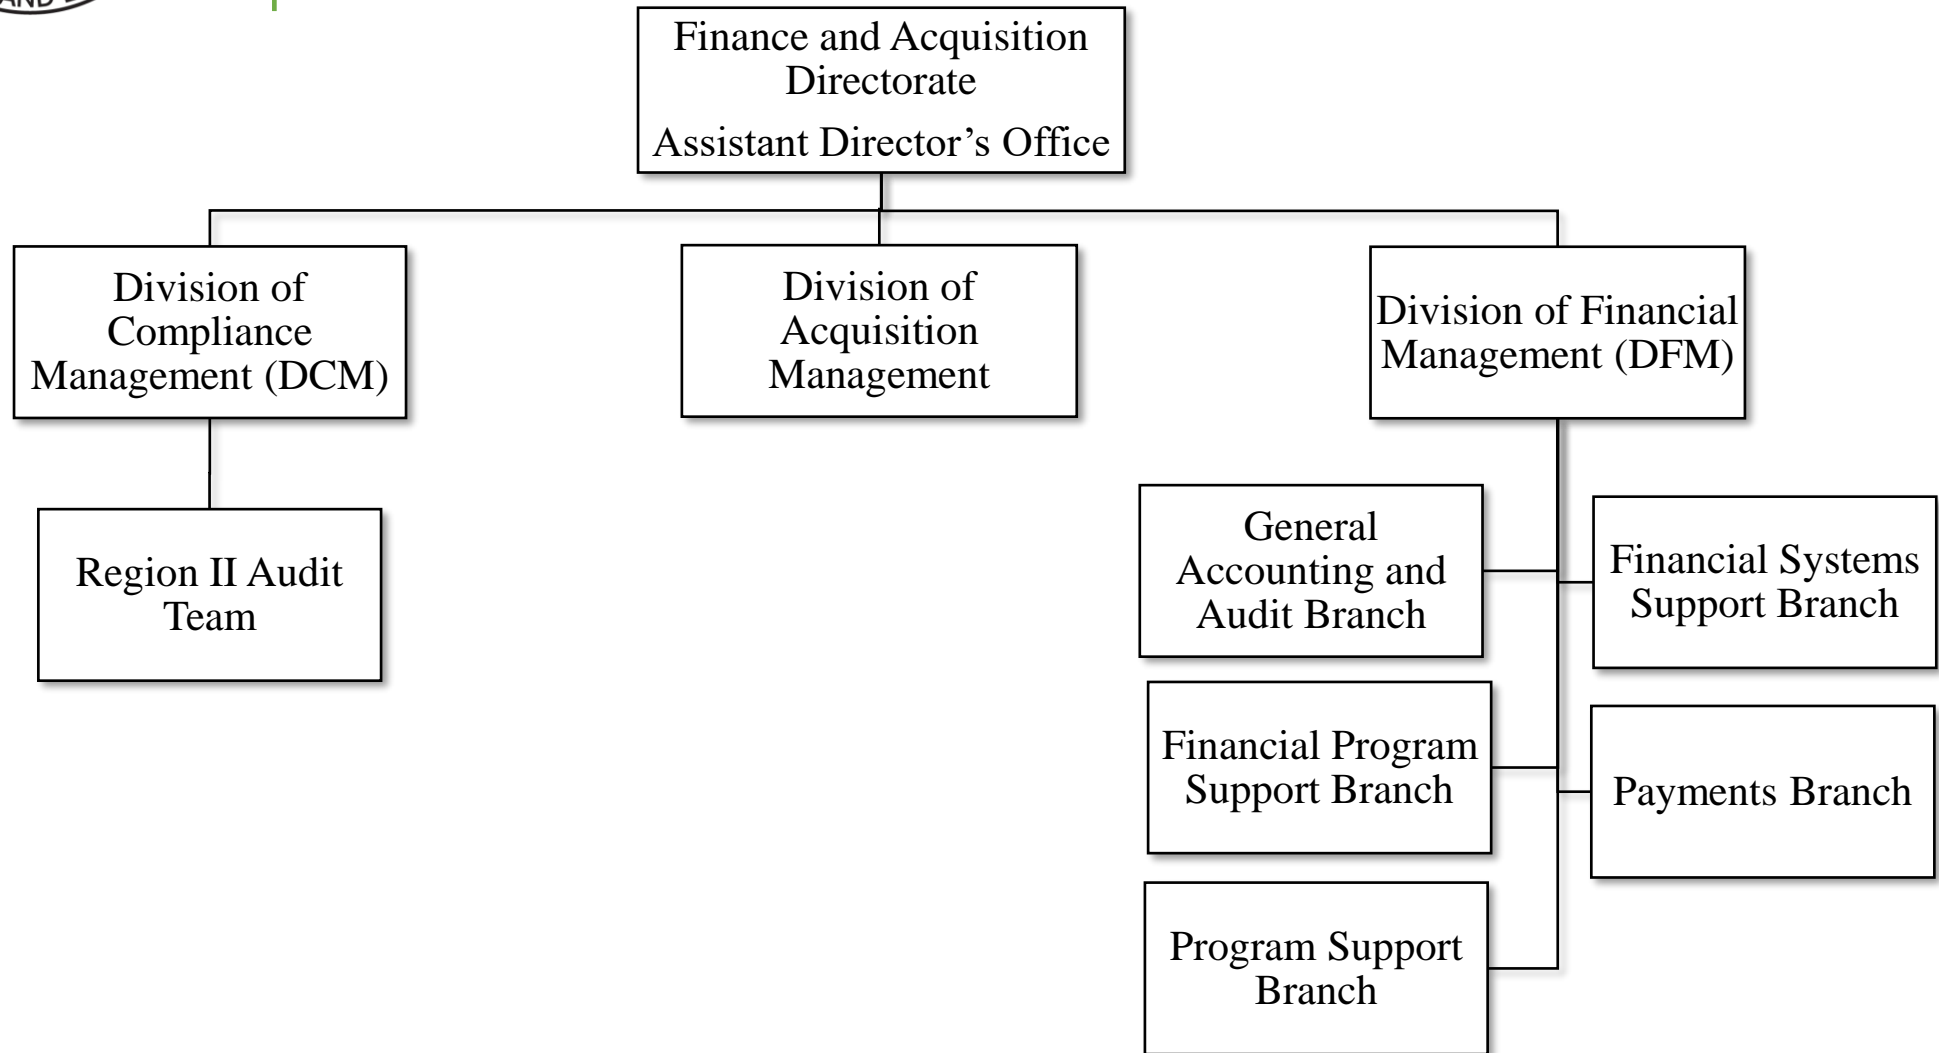 AND
Finance and Acquisition
Directorate
Assistant Director’s Office
Division of
Compliance
Management (DCM)
Division of
Acquisition
Management
Division of Financial
Management (DFM)
Region II Audit
Team
General
Accounting and
Audit Branch
Financial Systems
Support Branch
Financial Program
Support Branch
Payments Branch
Program Support
Branch